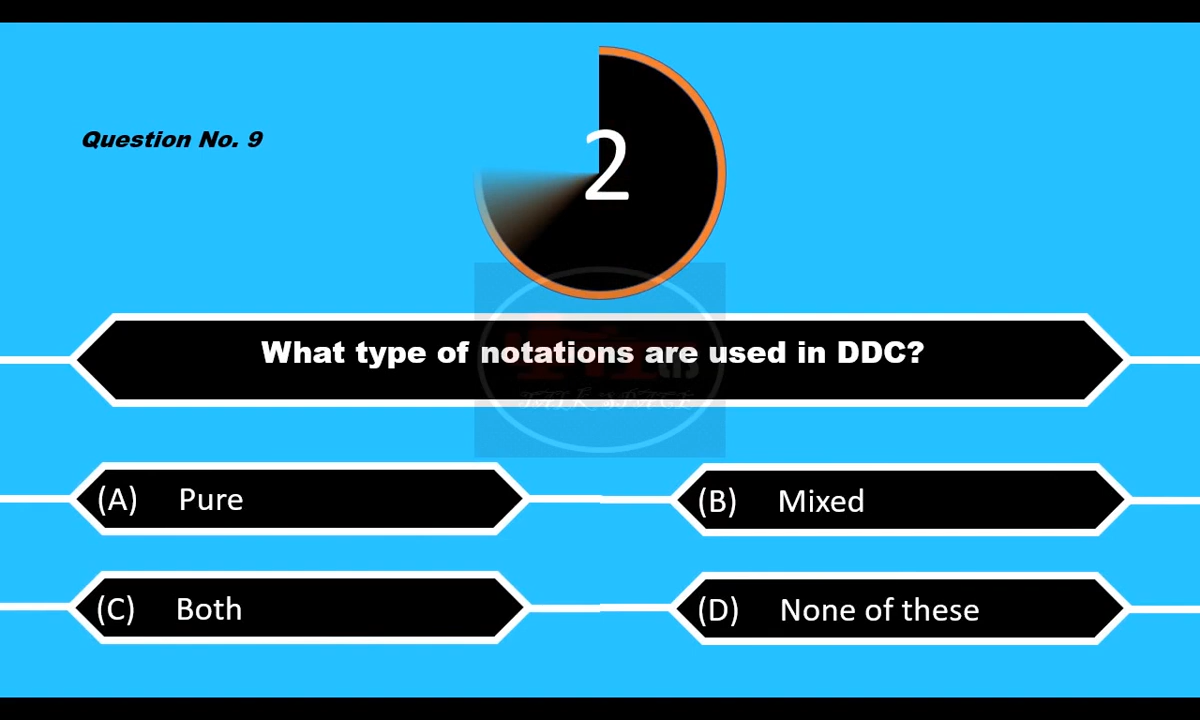 2
Question No. 9
What type of notations are used in DDC?
(A) Pure
(B) Mixed
(C) Both
(D) None of these